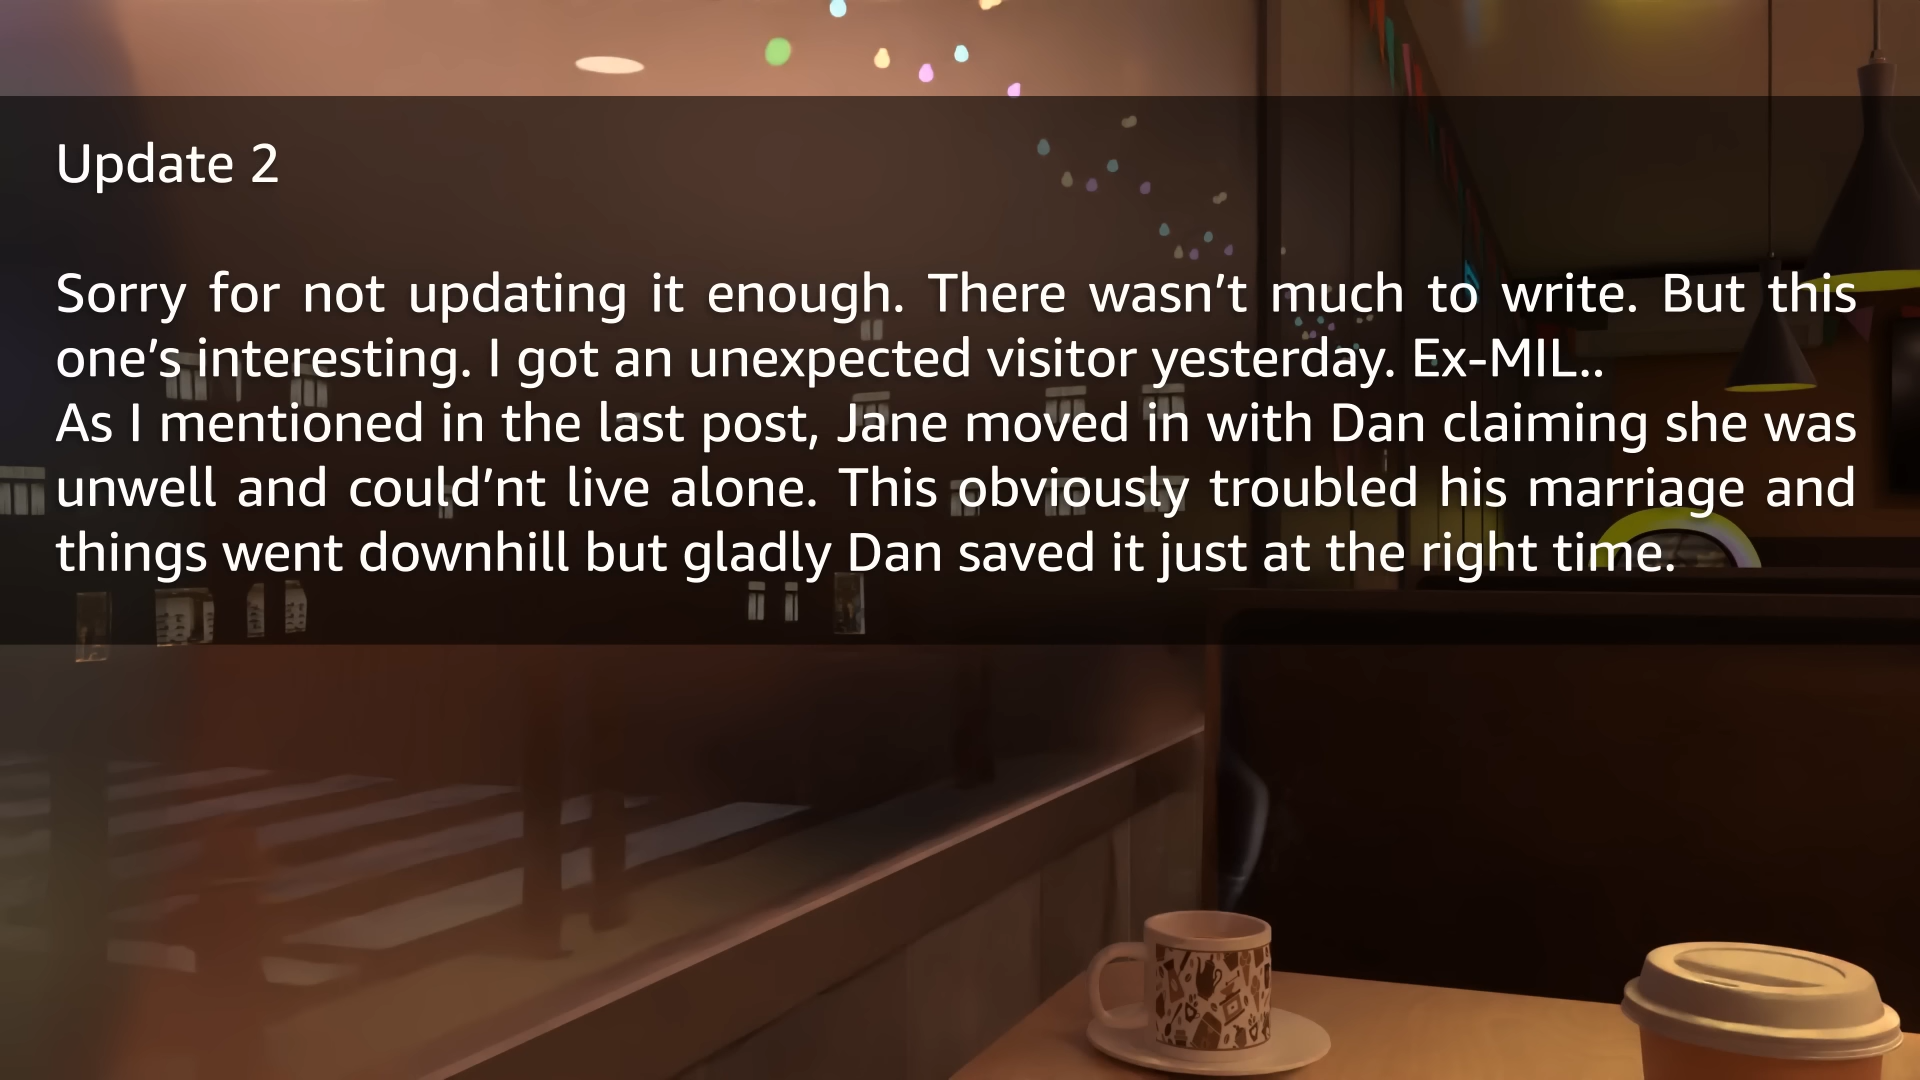 Update 2
Sorry for not updating it enough. There wasn’t much to write. But this
one’s interesting. I got an unexpected visitor yesterday. Ex-MIL..
As I mentioned in the last post, Jane moved in with Dan claiming she was
unwell and could’nt live alone. This obviously troubled his marriage and
things went downhill but gladly Dan saved it just at the right time.